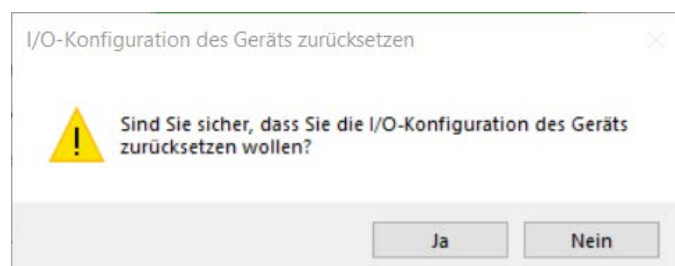 I/O-Konfiguration des Geräts zurücksetzen
Sind Sie sicher, dass Sie die I/O-Konfiguration des Geräts
zurücksetzen wollen?
Ja Nein